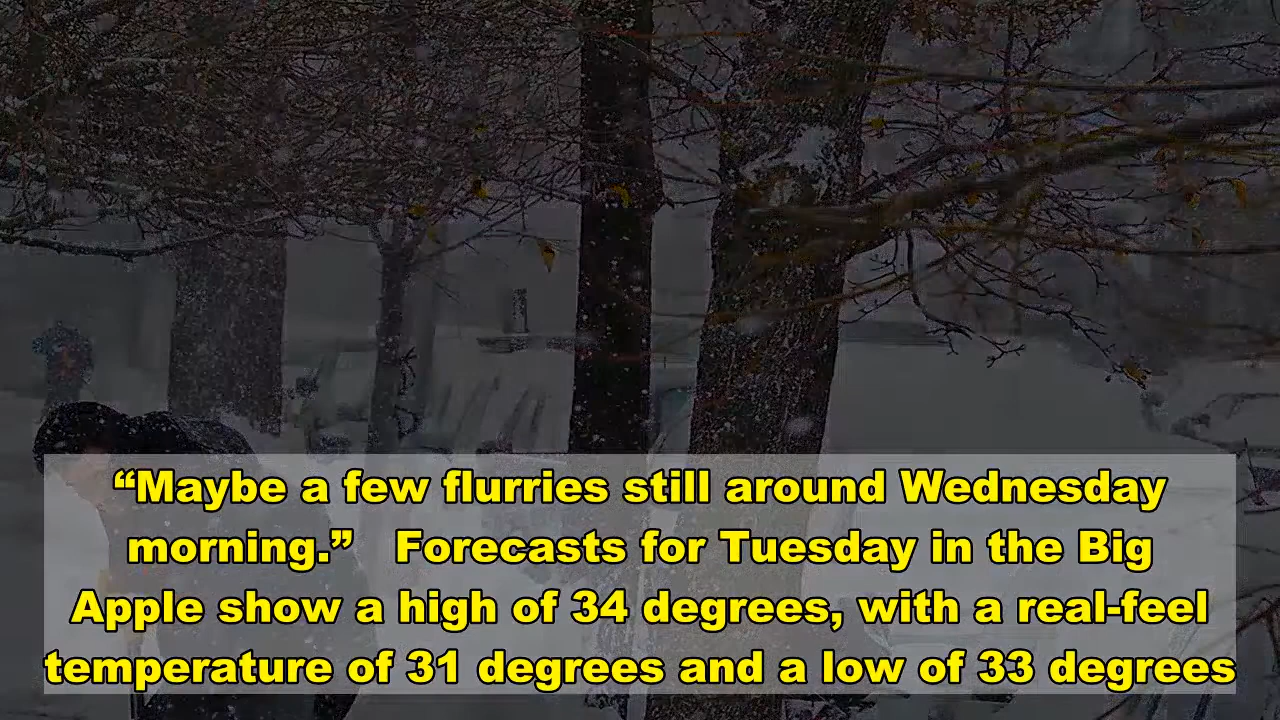 “Maybe a few flurries still around Wednesday
morning.”   Forecasts for Tuesday in the Big
Apple show a high of 34 degrees, with a real-feel
temperature of 31 degrees and a low of 33 degrees